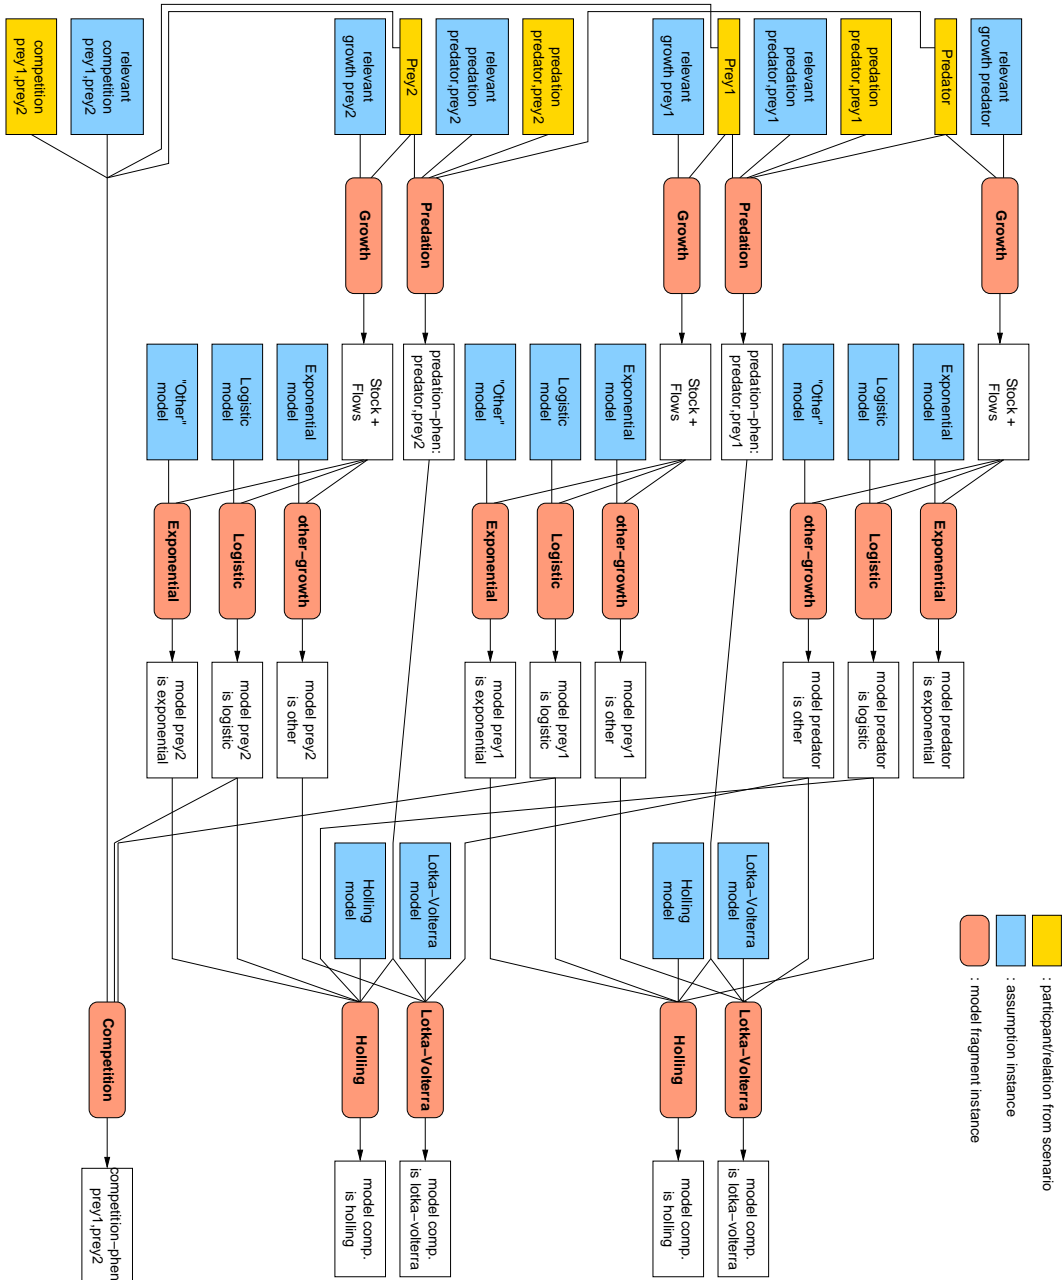 : particpant/relation from scenario
: assumption instance
: model fragment instance
relevant
growth predator
Predator
predation
predator,prey1
relevant
predation
predator,prey1
Prey1
relevant
growth prey1
predation
predator,prey2
relevant
predation
predator,prey2
Prey2
relevant
growth prey2
relevant
competition
prey1,prey2
competition
prey1,prey2
Growth
Predation
Growth
Predation
Growth
Stock +
Flows
Exponential
model
Logistic
model
"Other"
model
predation−phen:
predator,prey1
Stock +
Flows
Exponential
model
Logistic
model
"Other"
model
predation−phen:
predator,prey2
Stock +
Flows
Exponential
model
Logistic
model
"Other"
model
Exponential
Logistic
other−growth
other−growth
Logistic
Exponential
other−growth
Logistic
Exponential
model predator
is exponential
model predator
is logistic
model predator
is other
model prey1
is other
model prey1
is logistic
model prey1
is exponential
model prey2
is other
model prey2
is logistic
model prey2
is exponential
Lotka−Volterra
model
Holling
model
Lotka−Volterra
model
Holling
model
Lotka−Volterra
Holling
Lotka−Volterra
Holling
Competition
model comp.
is lotka−volterra
model comp.
is holling
model comp.
is lotka−volterra
model comp.
is holling
competition−phen
prey1,prey2